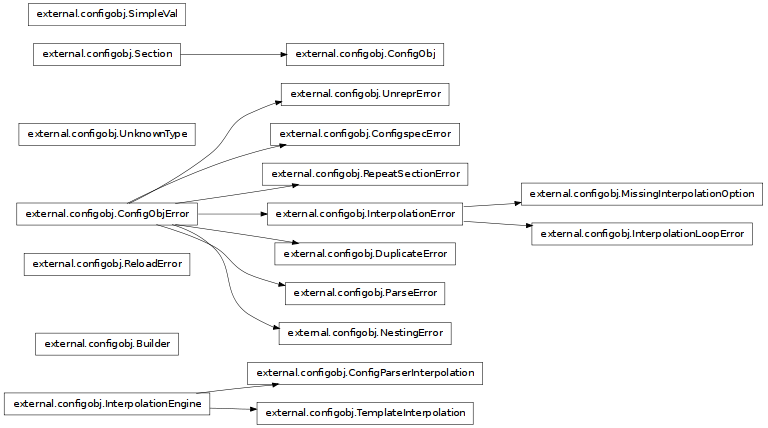 external.configobj.SimpleVal
external.configobj.Section
external.configobj.ConfigObj
external.configobj.UnreprError
external.configobj.UnknownType
external.configobj.ConfigspecError
external.configobj.RepeatSectionError
external.configobj.MissingInterpolationOption
external.configobj.ConfigObjError
external.configobj.InterpolationError
external.configobj.InterpolationLoopError
external.configobj.DuplicateError
external.configobj.ReloadError
external.configobj.ParseError
external.configobj.NestingError
external.configobj.Builder
external.configobj.ConfigParserInterpolation
external.configobj.InterpolationEngine
external.configobj.TemplateInterpolation